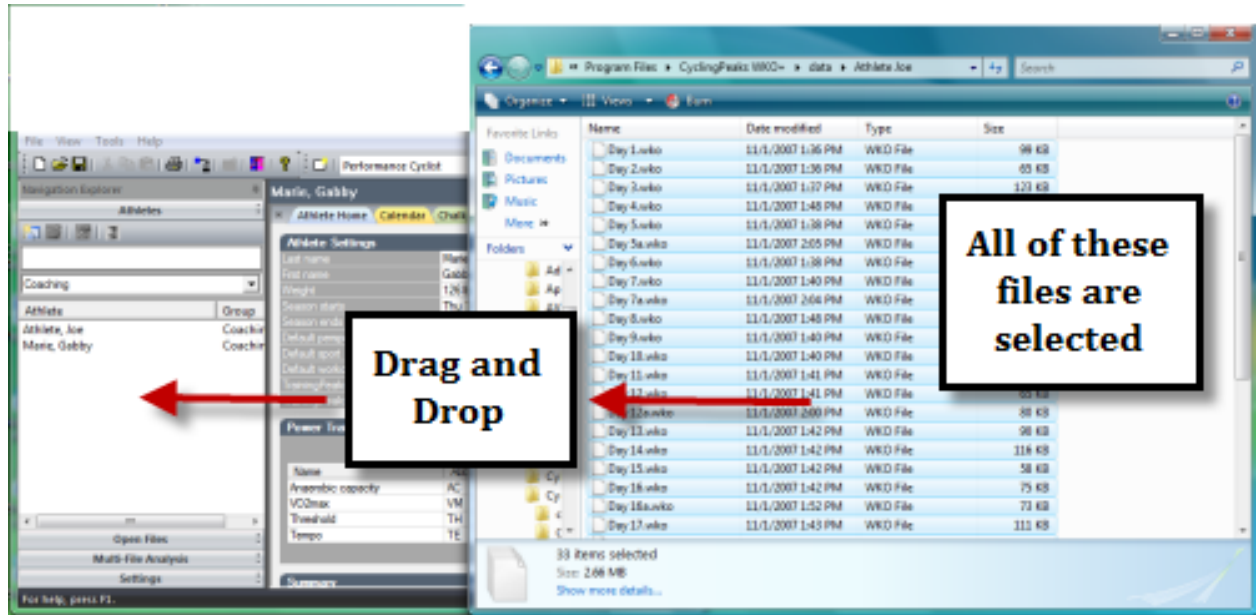 Program Files ▸ CyclingPeaks WKO+ ▸ data ▸ Athlete Joe
Search
Organize Views Burn
Favorite Links
Documents
Pictures
Music
More
Folders
Name Date modified Type Size
Day 1.wko 11/1/2007 1:36 PM WKO File 99 KB
Day 2.wko 11/1/2007 1:36 PM WKO File 65 KB
Day 3.wko 11/1/2007 1:37 PM WKO File 123 KB
Day 4.wko 11/1/2007 1:48 PM WKO File
Day 5.wko 11/1/2007 1:38 PM WKO File
Day 5a.wko 11/1/2007 2:05 PM WKO File
Day 6.wko 11/1/2007 1:38 PM WKO File
Day 7.wko 11/1/2007 1:40 PM WKO File
Day 7a.wko 11/1/2007 2:04 PM WKO File
Day 8.wko 11/1/2007 1:48 PM WKO File
Day 9.wko 11/1/2007 1:40 PM WKO File
Day 10.wko 11/1/2007 1:40 PM WKO File
Day 11.wko 11/1/2007 1:41 PM WKO File
12.wko 11/1/2007 1:41 PM WKO File 65 KB
12a.wko 11/1/2007 2:00 PM WKO File 80 KB
Day 13.wko 11/1/2007 1:42 PM WKO File 90 KB
Day 14.wko 11/1/2007 1:42 PM WKO File 116 KB
Day 15.wko 11/1/2007 1:42 PM WKO File 58 KB
Day 16.wko 11/1/2007 1:42 PM WKO File 75 KB
Day 16a.wko 11/1/2007 1:52 PM WKO File 73 KB
Day 17.wko 11/1/2007 1:43 PM WKO File 111 KB
33 items selected
Size: 2.66 MB
Show more details...
All of these
files are
selected
Drag and
Drop
File View Tools Help
Performance Cyclist
Navigation Explorer
Athletes
Coaching
Athlete Group
Athlete, Joe Coachin
Marie, Gabby Coachin
Open Files
Multi-File Analysis
Settings
For help, press F1.
Marie, Gabby
Athlete Home Calendar
Athlete Settings
Last name
First name
Weight
Season starts
Season ends
Name
Anaerobic capacity AC
VO2max VM
Threshold TH
Tempo TE
Summary